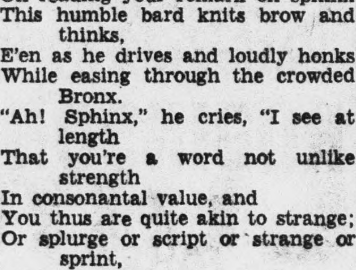 On reading your remark on sphinx
This humble bard knits brow and
thinks,
E'en as he drives and loudly honks
While easing through the crowded
Bronx.
"Ah! Sphinx," he cries, "I see at
length
That you're a word not unlike
strength
In consonantal value, and
You thus are quite akin to strange;
Or splurge or script or strange or
sprint,